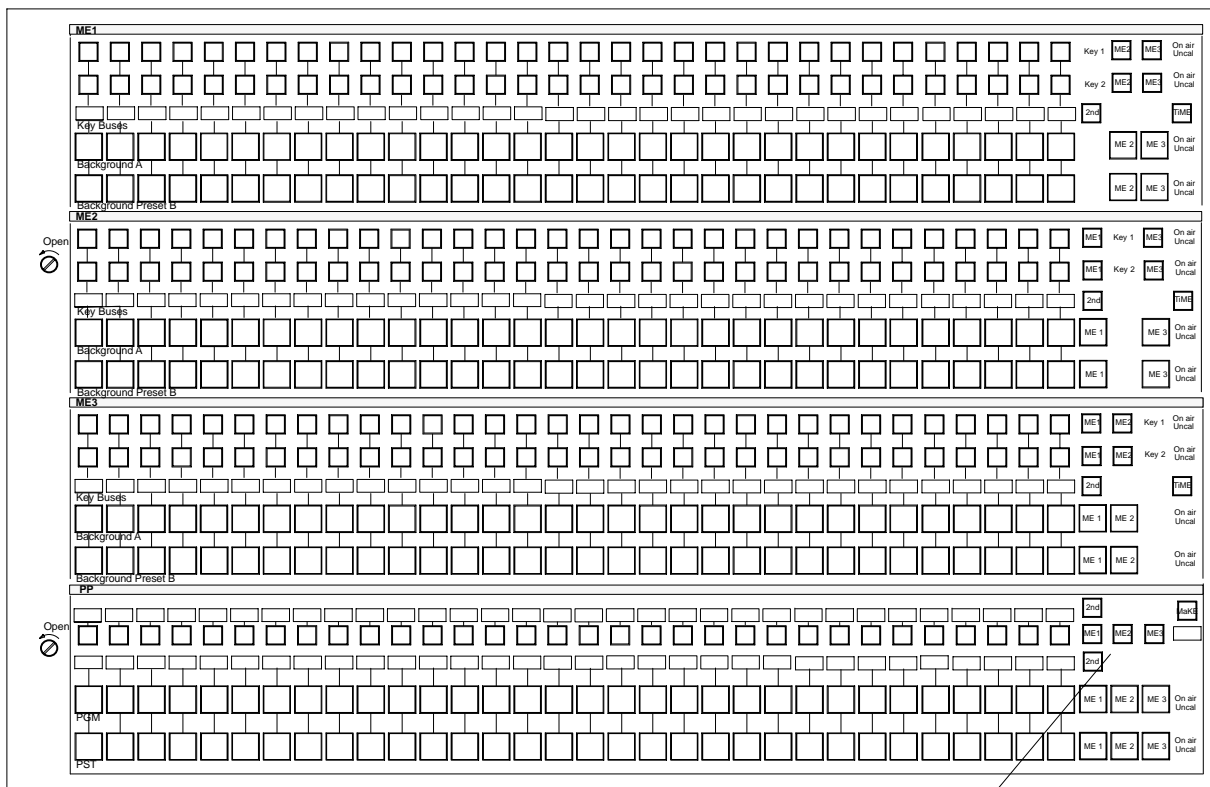 ME1
Key 1 ME2 ME3 On air Uncal
Key 2 ME2 ME3 On air Uncal
2nd TiME
Key Buses
ME 2 ME 3 On air Uncal
Background A
ME 2 ME 3 On air Uncal
Background Preset B
ME2
Open
ME1 Key 1 ME3 On air Uncal
ME1 Key 2 ME3 On air Uncal
2nd TiME
Key Buses
ME 1 ME 3 On air Uncal
Background A
ME 1 ME 3 On air Uncal
Background Preset B
ME3
ME1 ME2 Key 1 On air Uncal
ME1 ME2 Key 2 On air Uncal
2nd TiME
Key Buses
ME 1 ME 2 On air Uncal
Background A
ME 1 ME 2 On air Uncal
Background Preset B
PP
2nd MaKE
Open
ME1 ME2 ME3
2nd
ME 1 ME 2 ME 3 On air Uncal
PGM
ME 1 ME 2 ME 3 On air Uncal
PST